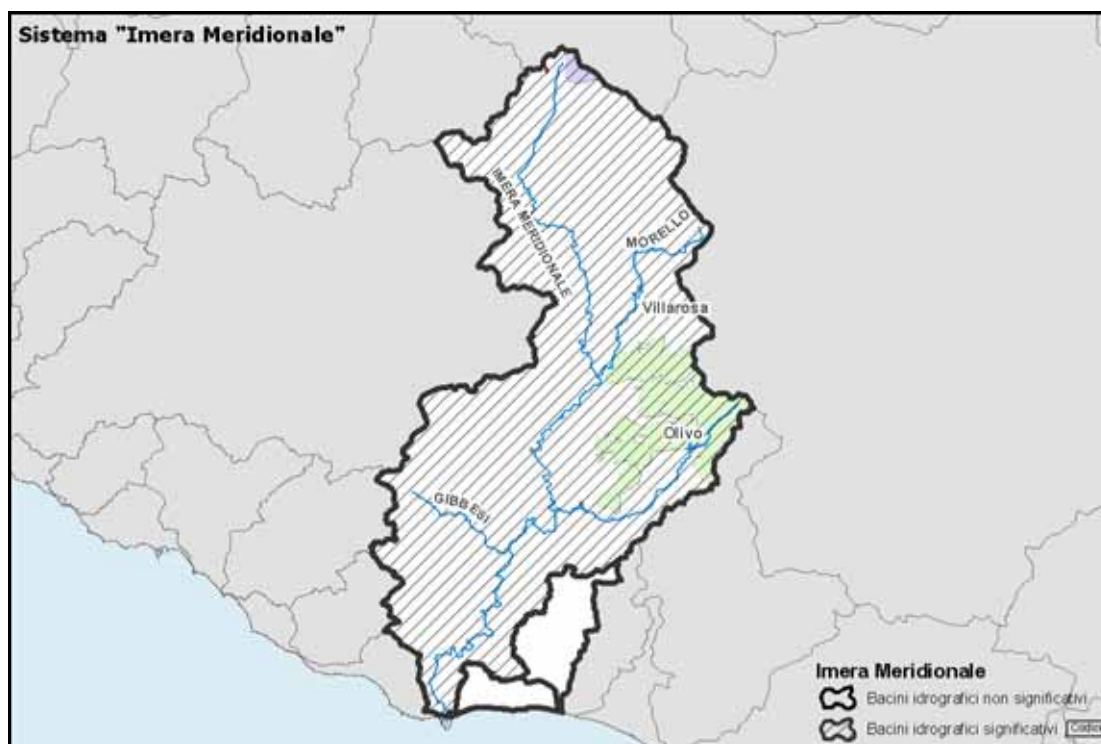 Sistema "Imera Meridionale"
IMERA MERIDIONALE
MORELLO
Villarosa
Olivo
GIBBESI
Imera Meridionale
Bacini idrografici non significativi
Bacini idrografici significativi